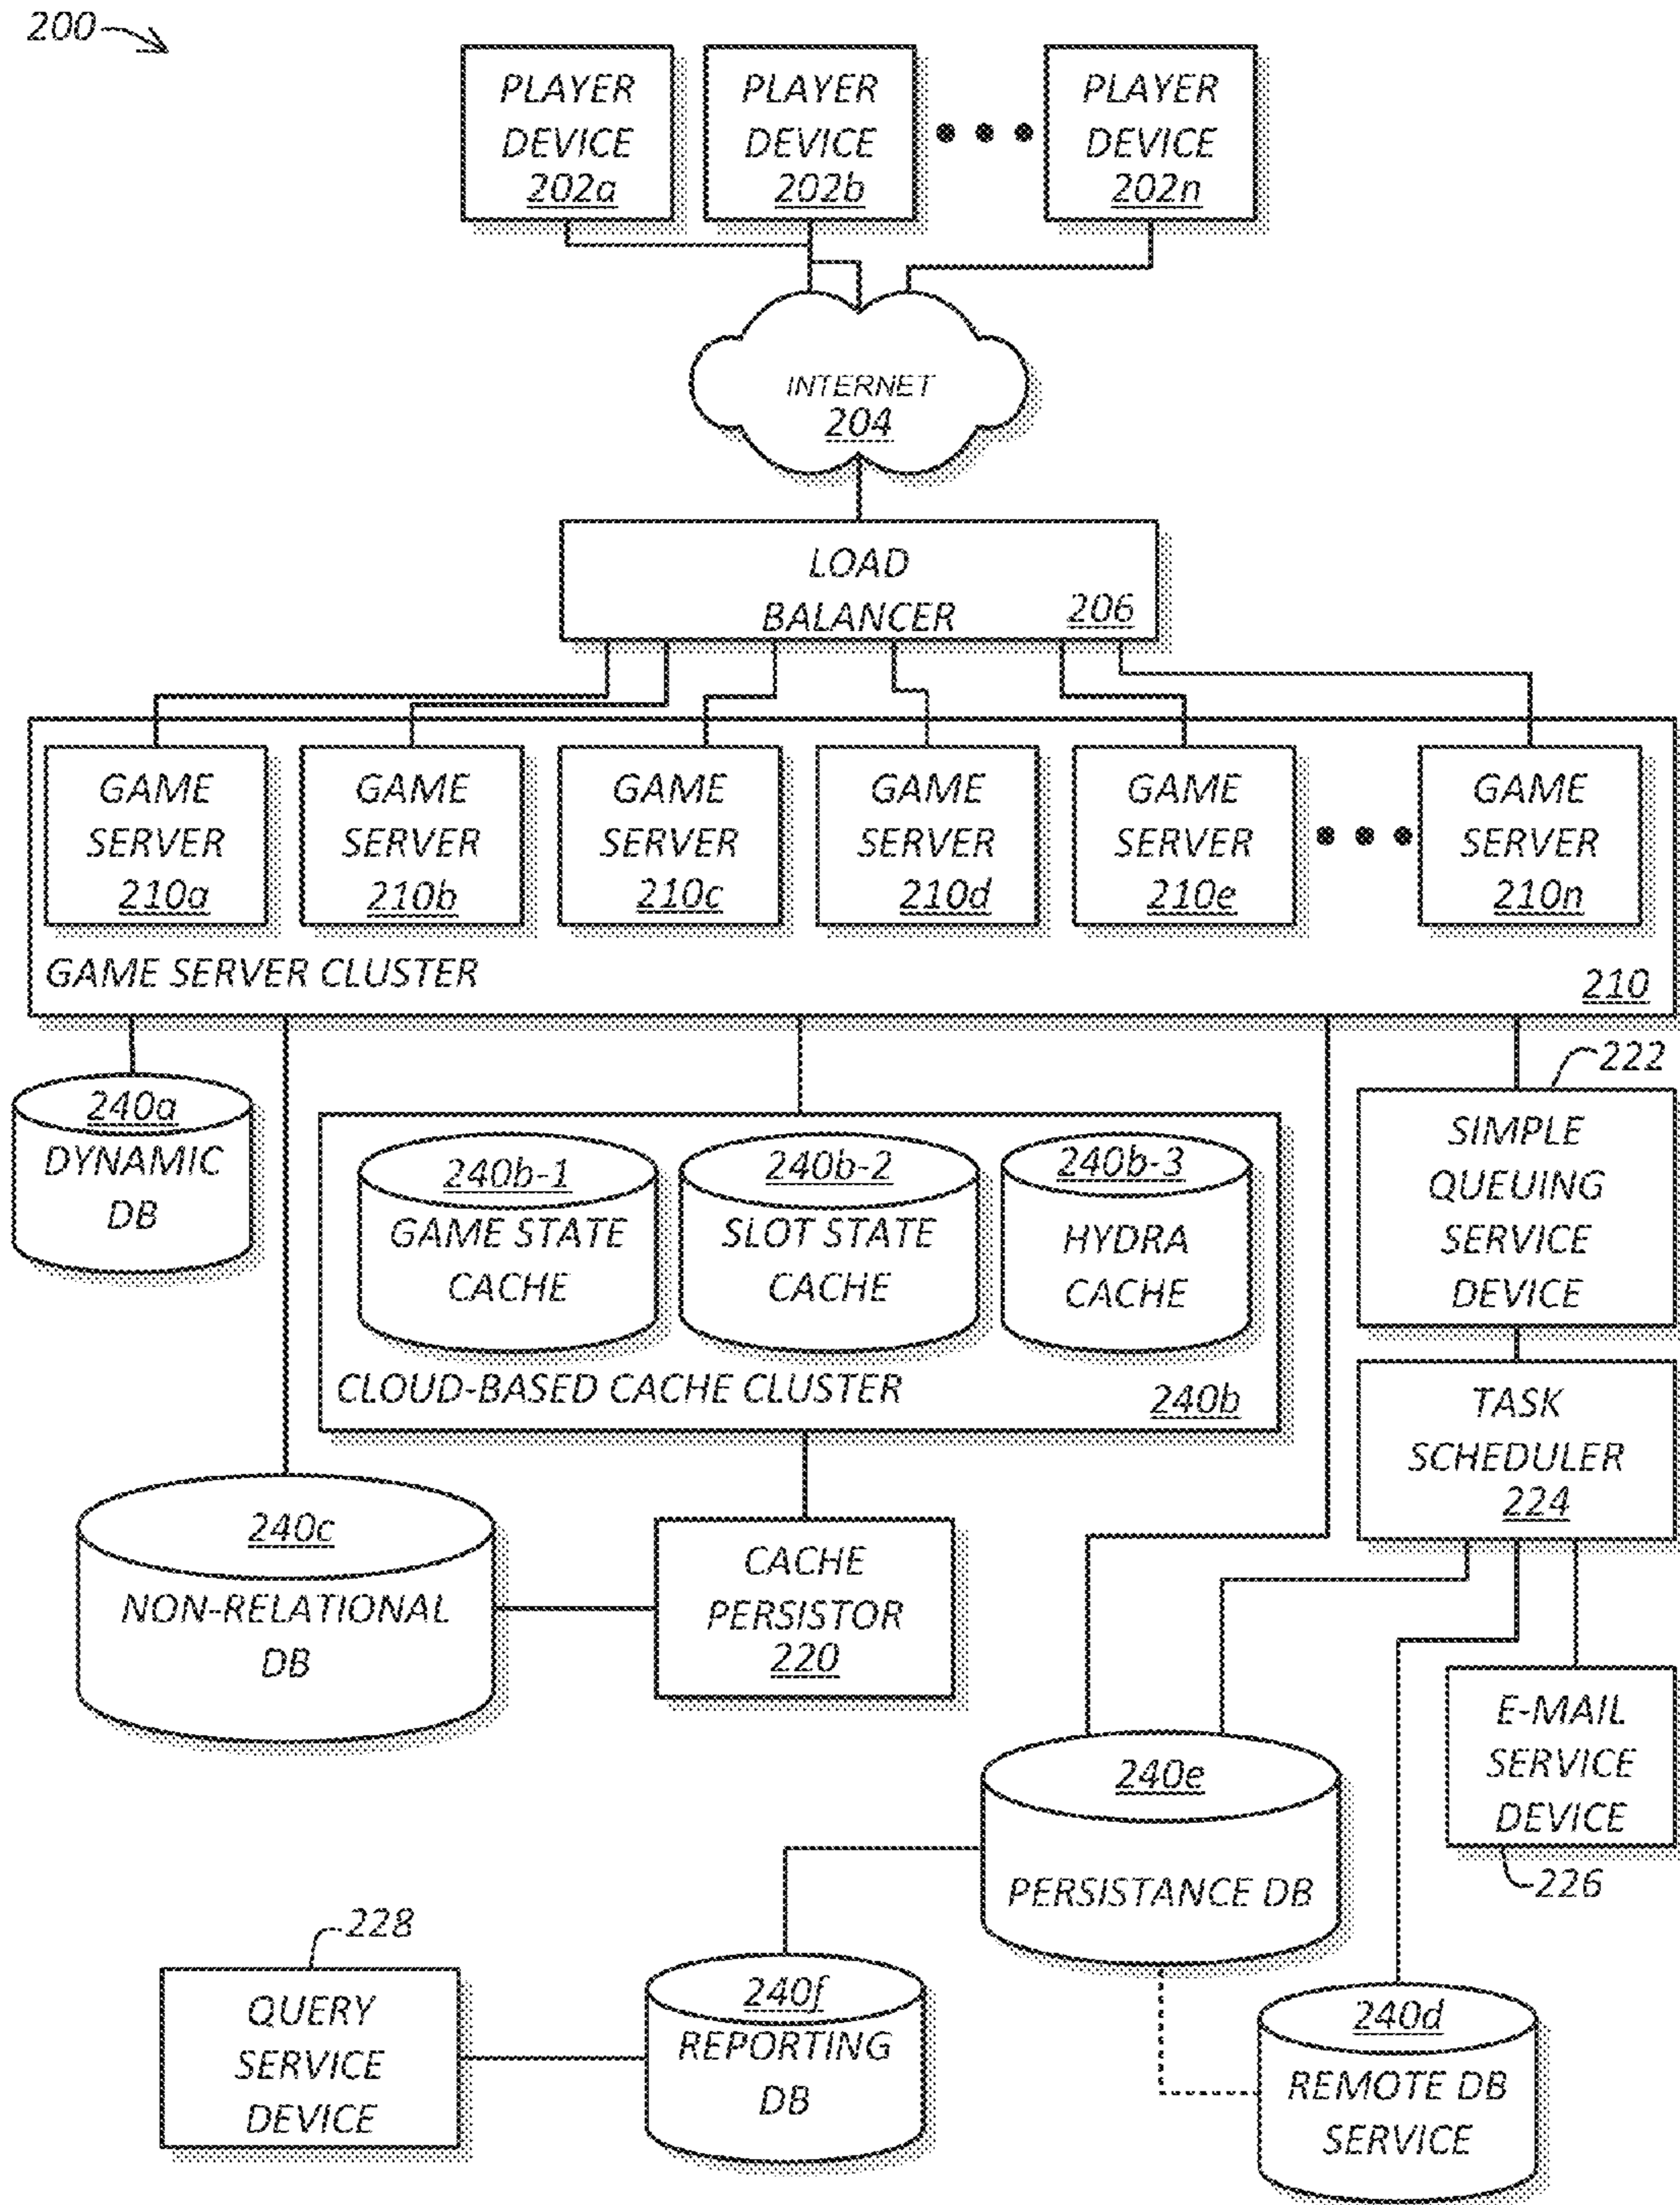 200
PLAYER
DEVICE
202a
PLAYER
DEVICE
202b
PLAYER
DEVICE
202n
INTERNET
204
LOAD
BALANCER
206
GAME
SERVER
210a
GAME
SERVER
210b
GAME
SERVER
210c
GAME
SERVER
210d
GAME
SERVER
210e
GAME
SERVER
210n
GAME SERVER CLUSTER
210
240a
DYNAMIC
DB
240b-1
GAME STATE
CACHE
240b-2
SLOT STATE
CACHE
240b-3
HYDRA
CACHE
CLOUD-BASED CACHE CLUSTER
240b
222
SIMPLE
QUEUING
SERVICE
DEVICE
TASK
SCHEDULER
224
240c
NON-RELATIONAL
DB
CACHE
PERSISTOR
220
E-MAIL
SERVICE
DEVICE
226
240e
PERSISTANCE DB
228
QUERY
SERVICE
DEVICE
240f
REPORTING
DB
240d
REMOTE DB
SERVICE